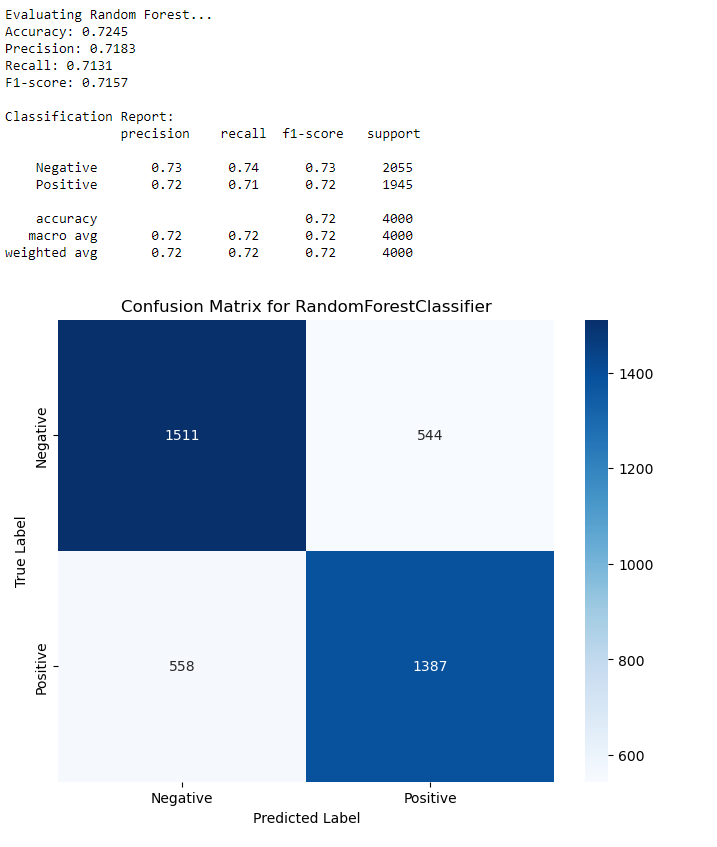 Evaluating Random Forest...
Accuracy: 0.7245
Precision: 0.7183
Recall: 0.7131
F1-score: 0.7157
Classification Report:
precision recall f1-score support
Negative 0.73 0.74 0.73 2055
Positive 0.72 0.71 0.72 1945
accuracy 0.72 4000
macro avg 0.72 0.72 0.72 4000
weighted avg 0.72 0.72 0.72 4000
Confusion Matrix for RandomForestClassifier
True Label
Negative
1511 544
Positive
558 1387
Negative Positive
Predicted Label
1400
1200
1000
800
600